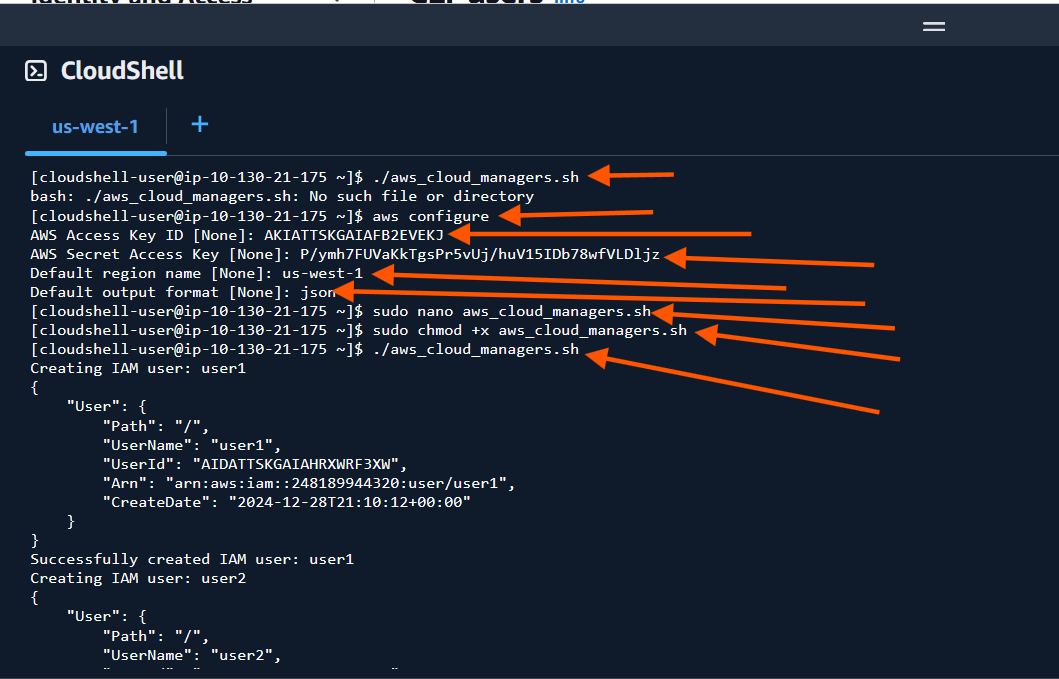 Identity and Access
users Info
CloudShell
us-west-1
+
[cloudshell-user@ip-10-130-21-175 ~]$ ./aws_cloud_managers.sh
bash: ./aws_cloud_managers.sh: No such file or directory
[cloudshell-user@ip-10-130-21-175 ~]$ aws configure
AWS Access Key ID [None]: AKIATTSKGAIAFB2EVEKJ
AWS Secret Access Key [None]: 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
Default region name [None]: us-west-1
Default output format [None]: json
[cloudshell-user@ip-10-130-21-175 ~]$ sudo nano aws_cloud_managers.sh
[cloudshell-user@ip-10-130-21-175 ~]$ sudo chmod +x aws_cloud_managers.sh
[cloudshell-user@ip-10-130-21-175 ~]$ ./aws_cloud_managers.sh
Creating IAM user: user1
{
    "User": {
        "Path": "/",
        "UserName": "user1",
        "UserId": "AIDATTSKGAIAHRXWRF3XW",
        "Arn": "arn:aws:iam::248189944320:user/user1",
        "CreateDate": "2024-12-28T21:10:12+00:00"
    }
}
Successfully created IAM user: user1
Creating IAM user: user2
{
    "User": {
        "Path": "/",
        "UserName": "user2",